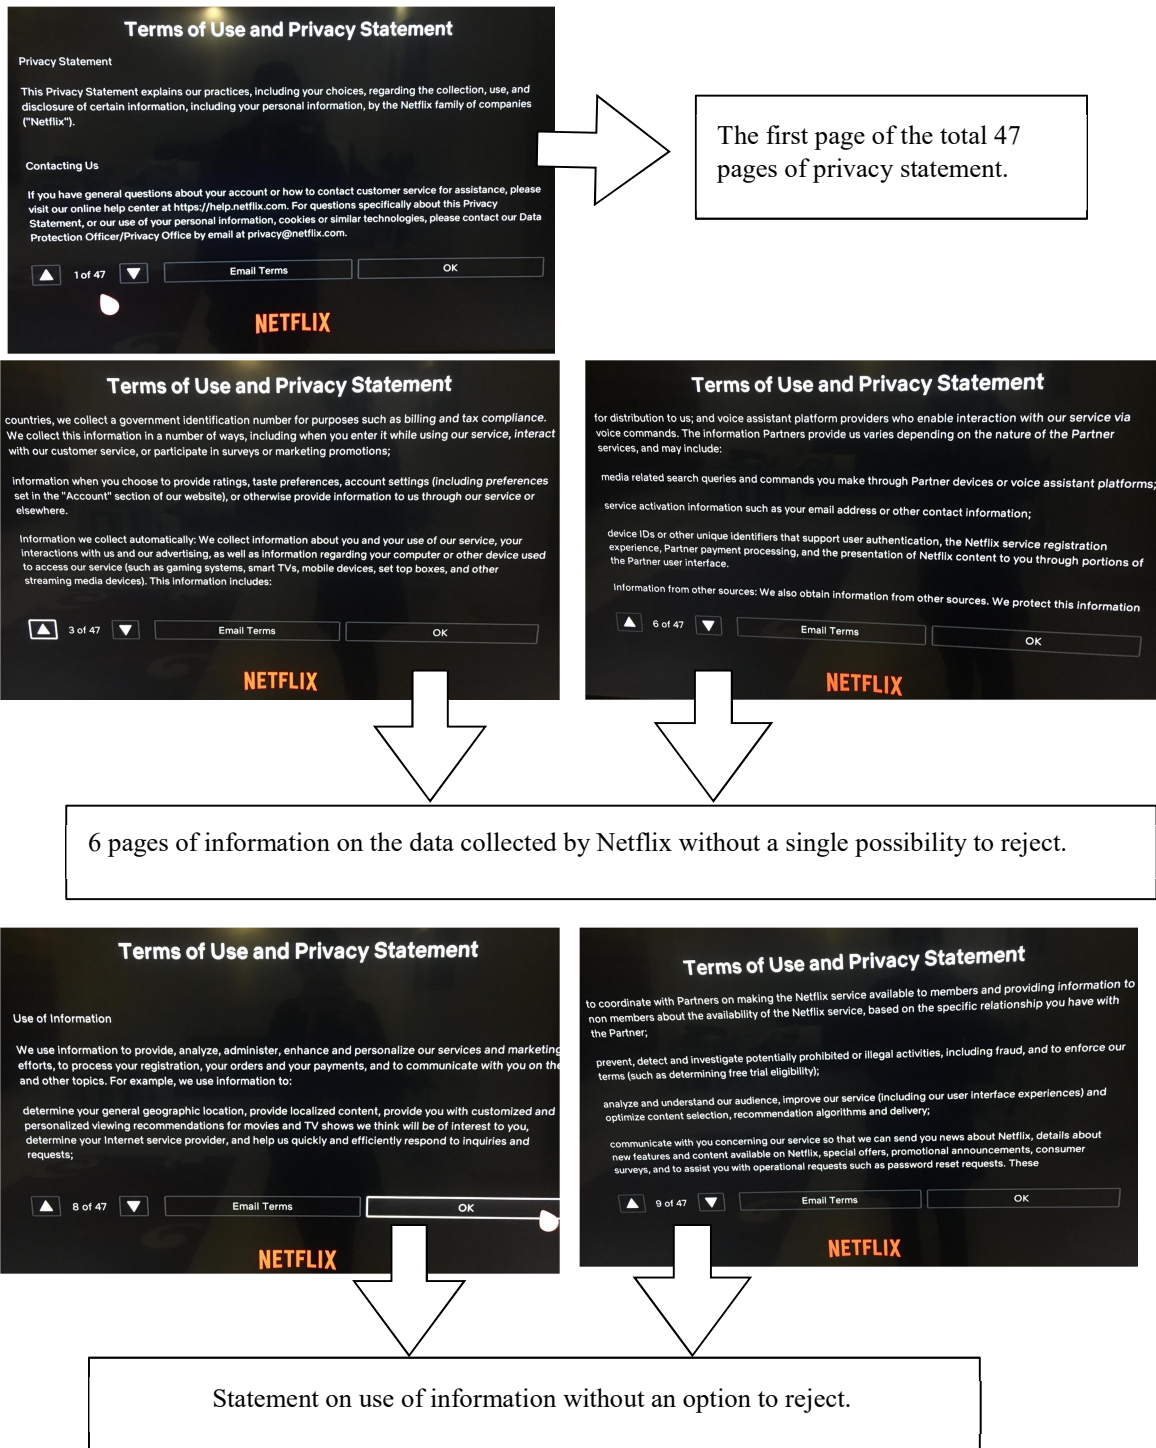 Terms of Use and Privacy Statement
Privacy Statement
This Privacy Statement explains our practices, including your choices, regarding the collection, use, and
disclosure of certain information, including your personal information, by the Netflix family of companies
("Netflix").
Contacting Us
If you have general questions about your account or how to contact customer service for assistance, please
visit our online help center at https://help.netflix.com. For questions specifically about this Privacy
Statement, or our use of your personal information, cookies or similar technologies, please contact our Data
Protection Officer/Privacy Office by email at privacy@netflix.com.
1 of 47
Email Terms
OK
NETFLIX
The first page of the total 47
pages of privacy statement.
Terms of Use and Privacy Statement
countries, we collect a government identification number for purposes such as billing and tax compliance.
We collect this information in a number of ways, including when you enter it while using our service, interact
with our customer service, or participate in surveys or marketing promotions;
information when you choose to provide ratings, taste preferences, account settings (including preferences
set in the "Account" section of our website), or otherwise provide information to us through our service or
elsewhere.
Information we collect automatically: We collect information about you and your use of our service, your
interactions with us and our advertising, as well as information regarding your computer or other device used
to access our service (such as gaming systems, smart TVs, mobile devices, set top boxes, and other
streaming media devices). This information includes:
3 of 47
Email Terms
OK
NETFLIX
Terms of Use and Privacy Statement
for distribution to us; and voice assistant platform providers who enable interaction with our service via
voice commands. The information Partners provide us varies depending on the nature of the Partner
services, and may include:
media related search queries and commands you make through Partner devices or voice assistant platforms;
service activation information such as your email address or other contact information;
device IDs or other unique identifiers that support user authentication, the Netflix service registration
experience, Partner payment processing, and the presentation of Netflix content to you through portions of
the Partner user interface.
Information from other sources: We also obtain information from other sources. We protect this information
6 of 47
Email Terms
OK
NETFLIX
6 pages of information on the data collected by Netflix without a single possibility to reject.
Terms of Use and Privacy Statement
Use of Information
We use information to provide, analyze, administer, enhance and personalize our services and marketing
efforts, to process your registration, your orders and your payments, and to communicate with you on the
and other topics. For example, we use information to:
determine your general geographic location, provide localized content, provide you with customized and
personalized viewing recommendations for movies and TV shows we think will be of interest to you,
determine your Internet service provider, and help us quickly and efficiently respond to inquiries and
requests;
8 of 47
Email Terms
OK
NETFLIX
Terms of Use and Privacy Statement
to coordinate with Partners on making the Netflix service available to members and providing information to
non members about the availability of the Netflix service, based on the specific relationship you have with
the Partner;
prevent, detect and investigate potentially prohibited or illegal activities, including fraud, and to enforce our
terms (such as determining free trial eligibility);
analyze and understand our audience, improve our service (including our user interface experiences) and
optimize content selection, recommendation algorithms and delivery;
communicate with you concerning our service so that we can send you news about Netflix, details about
new features and content available on Netflix, special offers, promotional announcements, consumer
surveys, and to assist you with operational requests such as password reset requests. These
9 of 47
Email Terms
OK
NETFLIX
Statement on use of information without an option to reject.